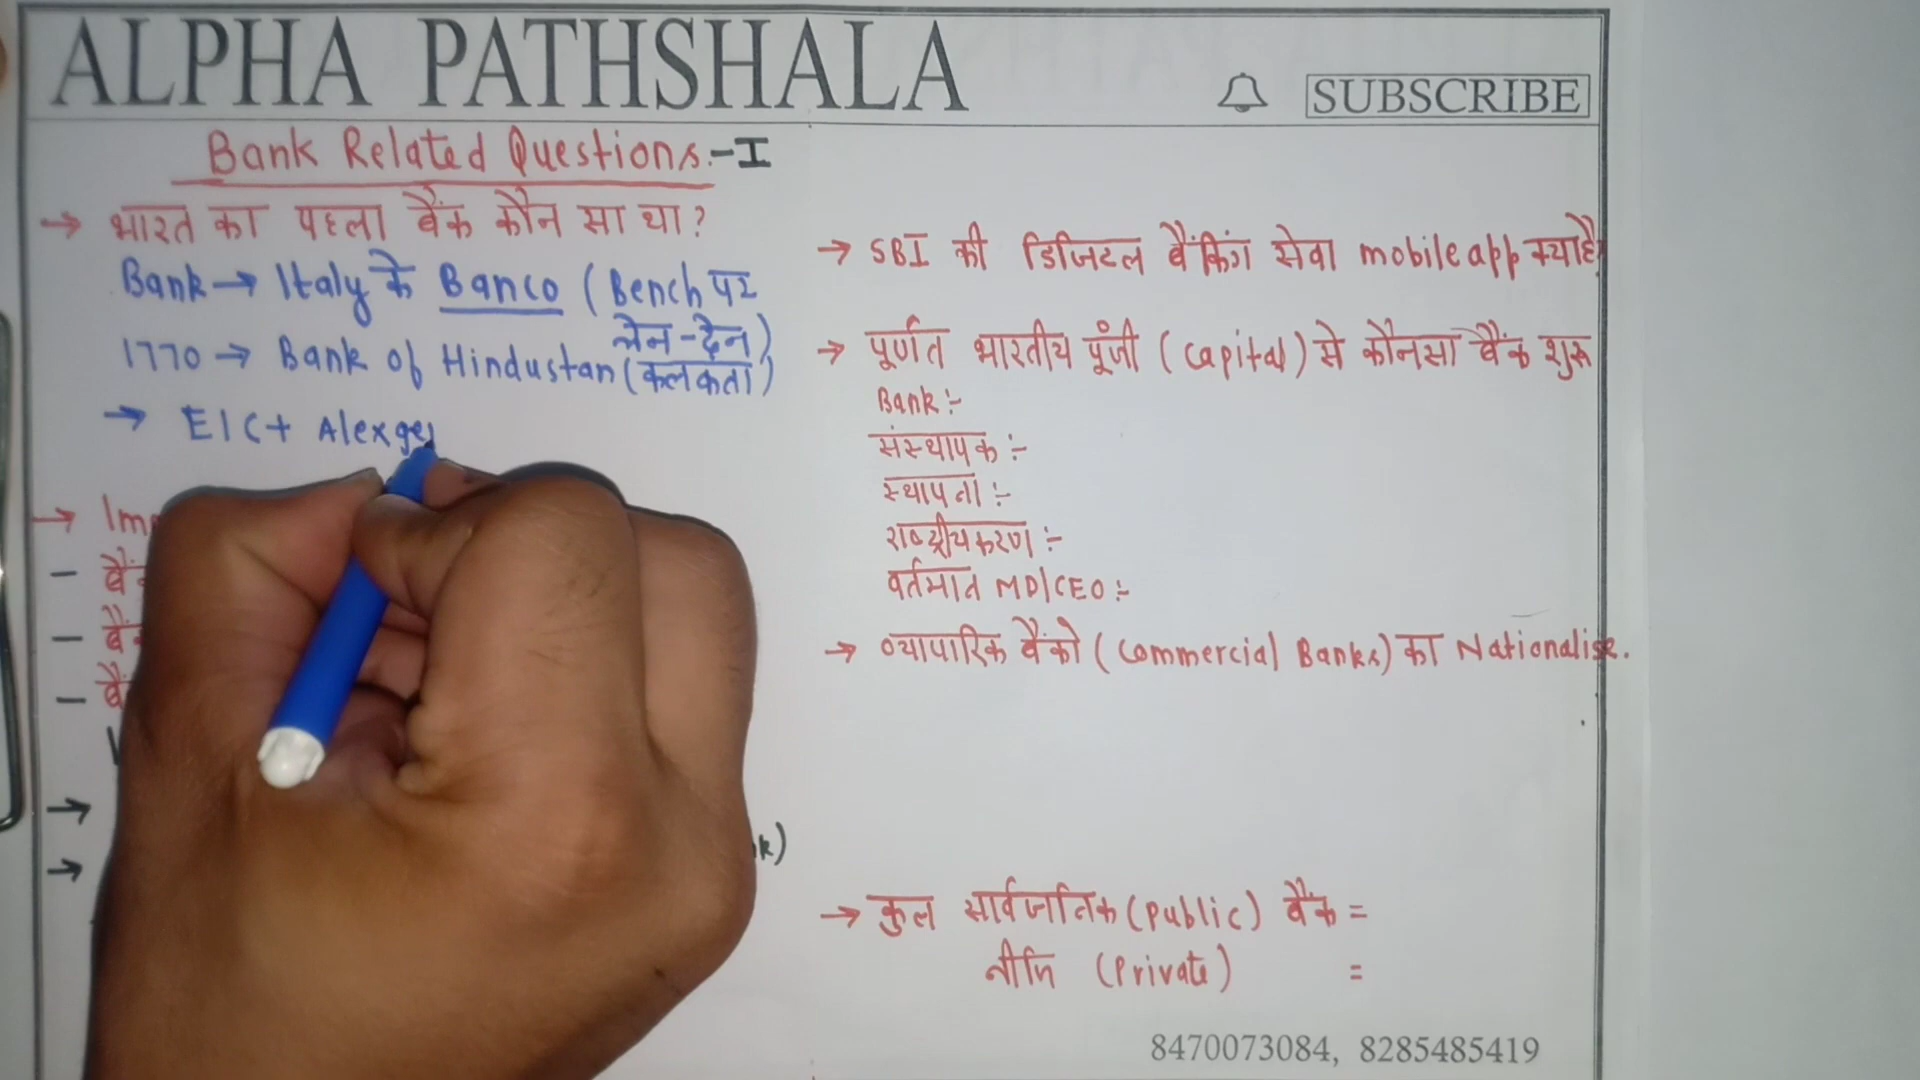 ALPHA PATHSHALA
SUBSCRIBE
Bank Related Questions.-I
→ भारत का पहला बैंक कौन सा था?
Bank → Italy के Banco (Bench पर
लेन-देन)
1770 → Bank of Hindustan (कलकता)
→ EIC+ Alexge
→ Im
-
-
-
→
→
k)
→ SBI की डिजिटल बैंकिंग सेवा mobile app क्या है?
→ पूर्णत भारतीय पूंजी (Capital) से कौनसा बैंक शुरू
Bank :-
संस्थापक :-
स्थापना :-
राष्ट्रीयकरण :-
वर्तमान MD/CEO :-
→ व्यापारिक बैंको (Commercial Banks) का Nationalise.
→ कुल सार्वजनिक (Public) बैंक =
नीजि (Private) =
8470073084, 8285485419